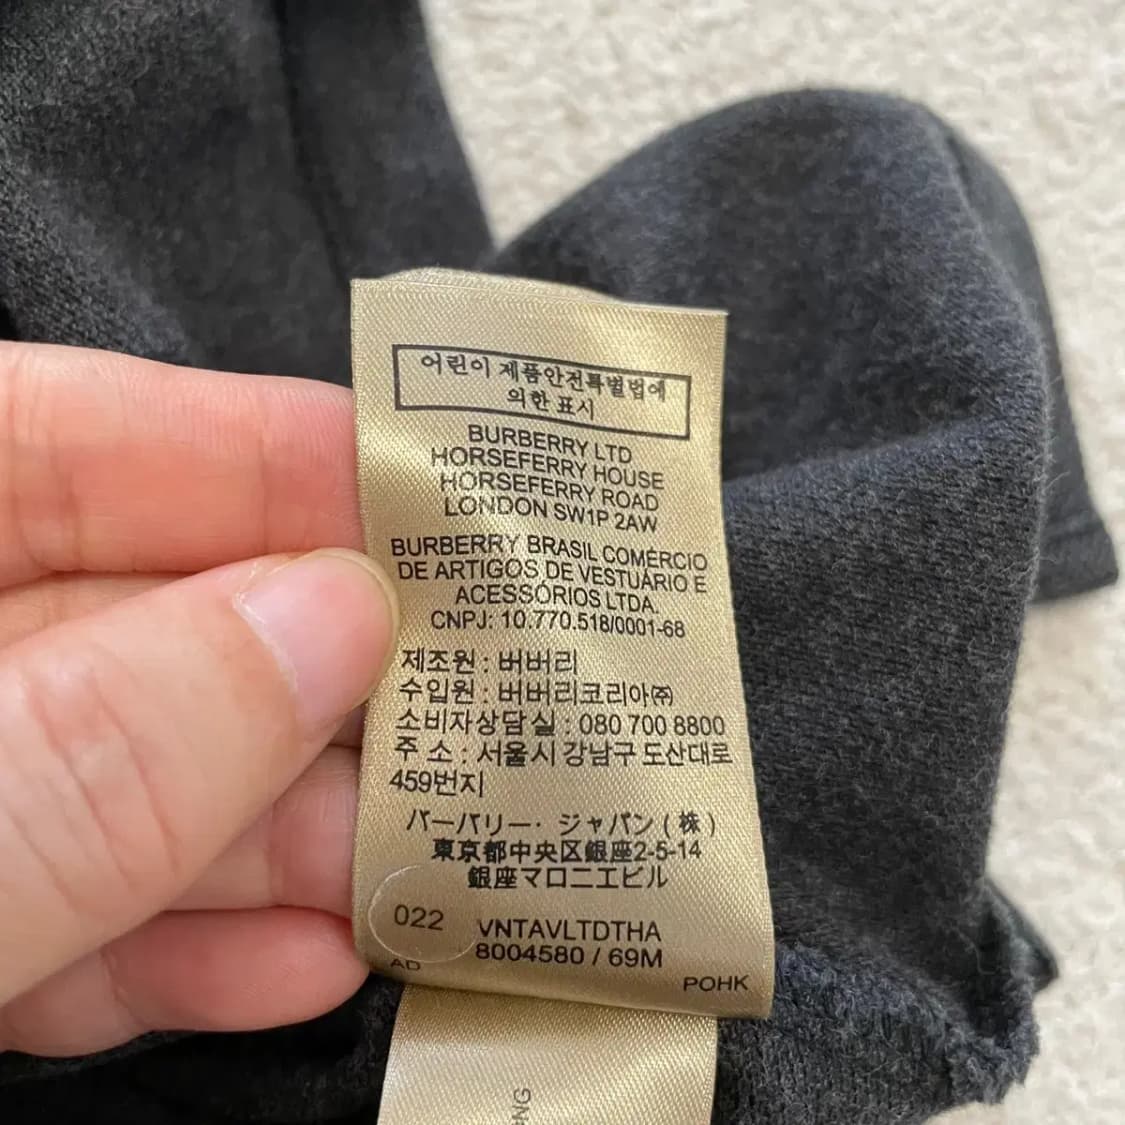 어린이 제품안전특별법에
의한 표시
BURBERRY LTD
HORSEFERRY HOUSE
HORSEFERRY ROAD
LONDON SW1P 2AW
BURBERRY BRASIL COMÉRCIO
DE ARTIGOS DE VESTUÁRIO E
ACESSÓRIOS LTDA.
CNPJ: 10.770.518/0001-68
제조원 : 버버리
수입원 : 버버리코리아㈜
소비자상담실 : 080 700 8800
주 소 : 서울시 강남구 도산대로
459번지
バーバリー· ジャパン ( 株 )
東京都中央区銀座2-5-14
銀座マロニエビル
022 VNTAVLTDTHA
8004580 / 69M
AD POHK